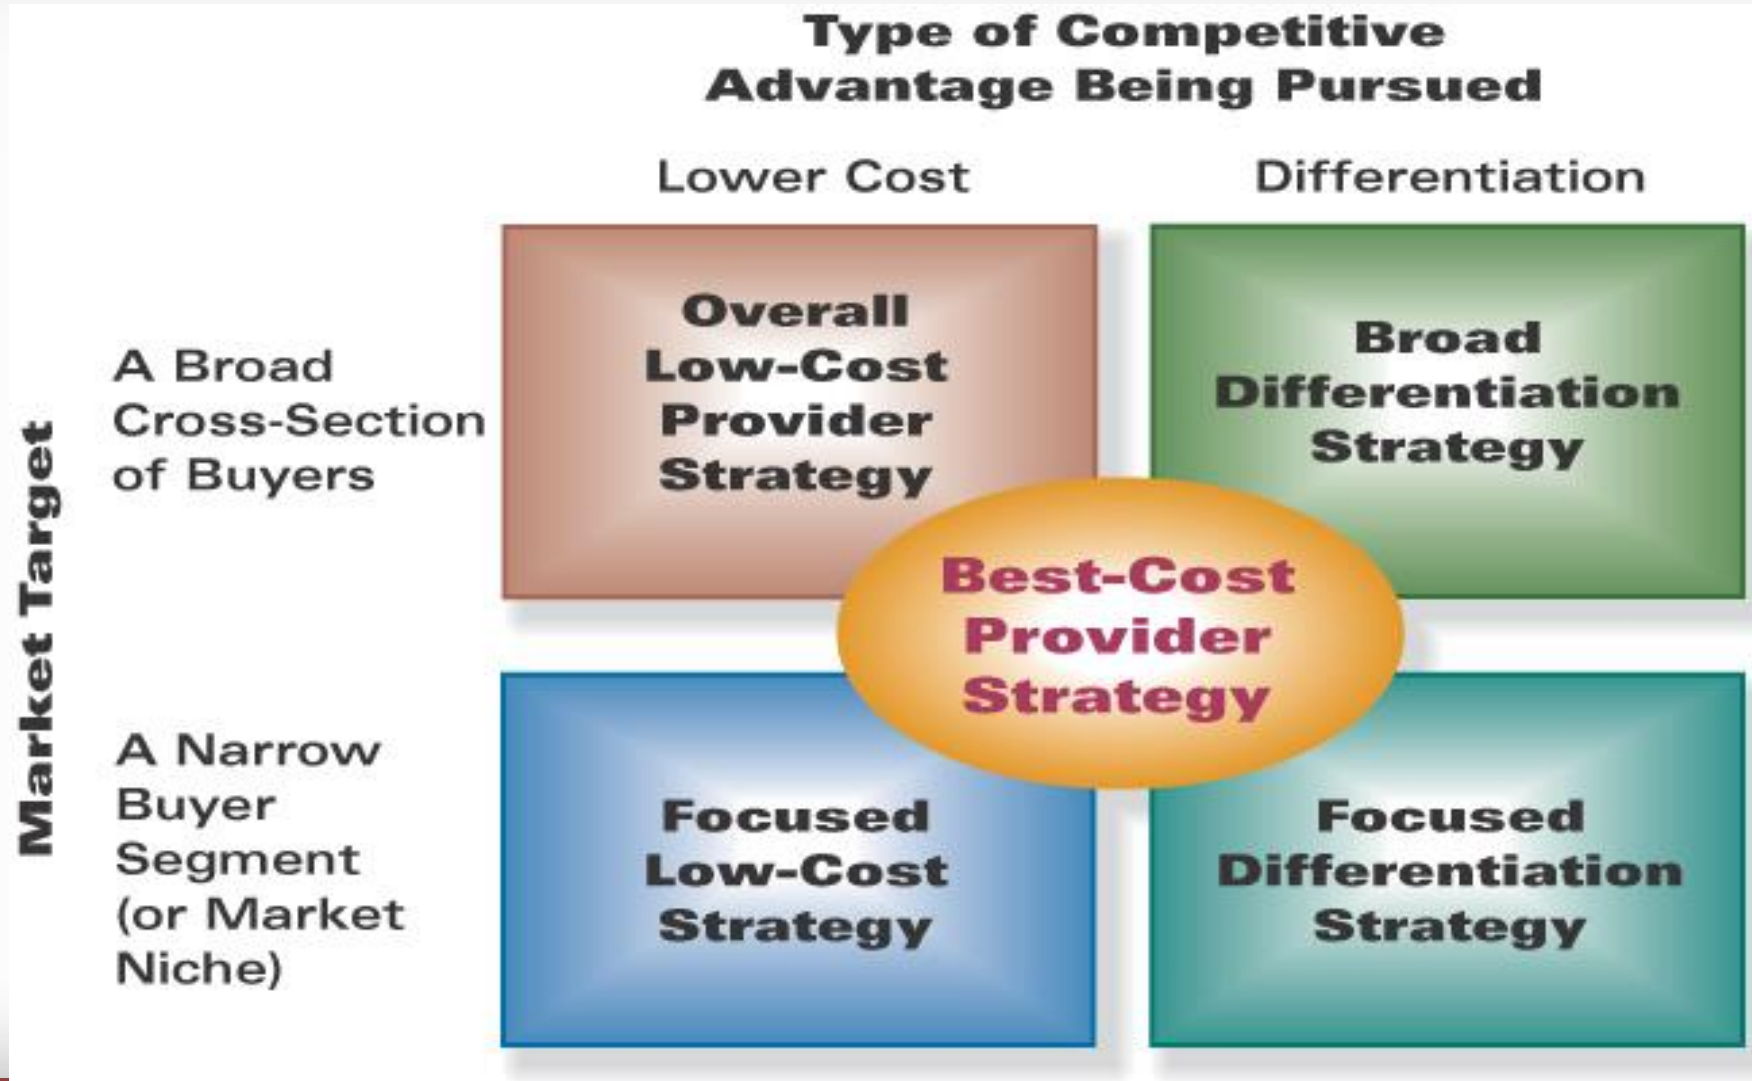 Type of Competitive
Advantage Being Pursued
Lower Cost
Differentiation
Market Target
A Broad
Cross-Section
of Buyers
Overall
Low-Cost
Provider
Strategy
Broad
Differentiation
Strategy
Best-Cost
Provider
Strategy
A Narrow
Buyer
Segment
(or Market
Niche)
Focused
Low-Cost
Strategy
Focused
Differentiation
Strategy